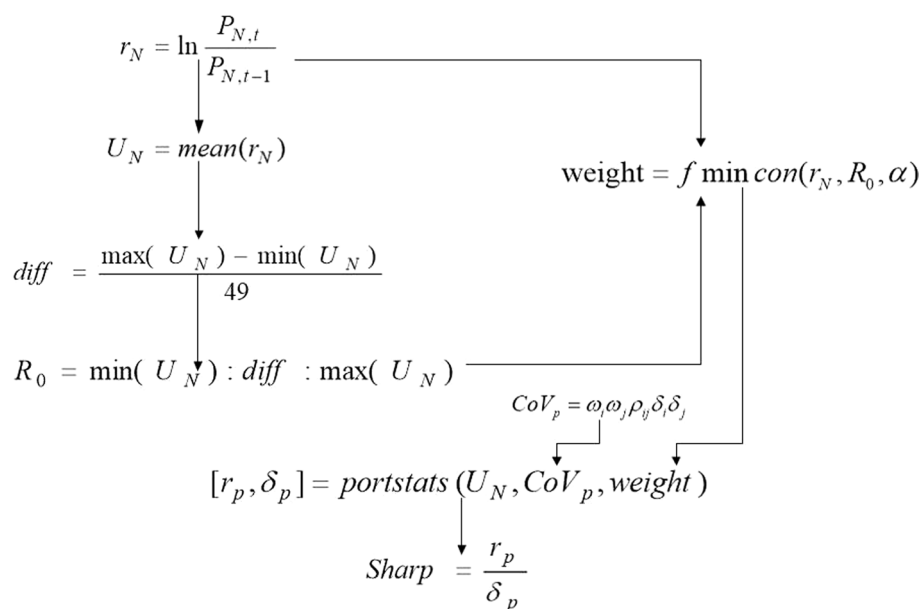 r_N = ln P_{N,t} / P_{N,t−1}
U_N = mean(r_N)
weight = f min con(r_N, R_0, α)
diff = max( U_N ) − min( U_N ) / 49
R_0 = min( U_N ) : diff : max( U_N )
CoV_p = ω_i ω_j ρ_{ij} δ_i δ_j
[r_p, δ_p] = portstats (U_N, CoV_p, weight )
Sharp = r_p / δ_p